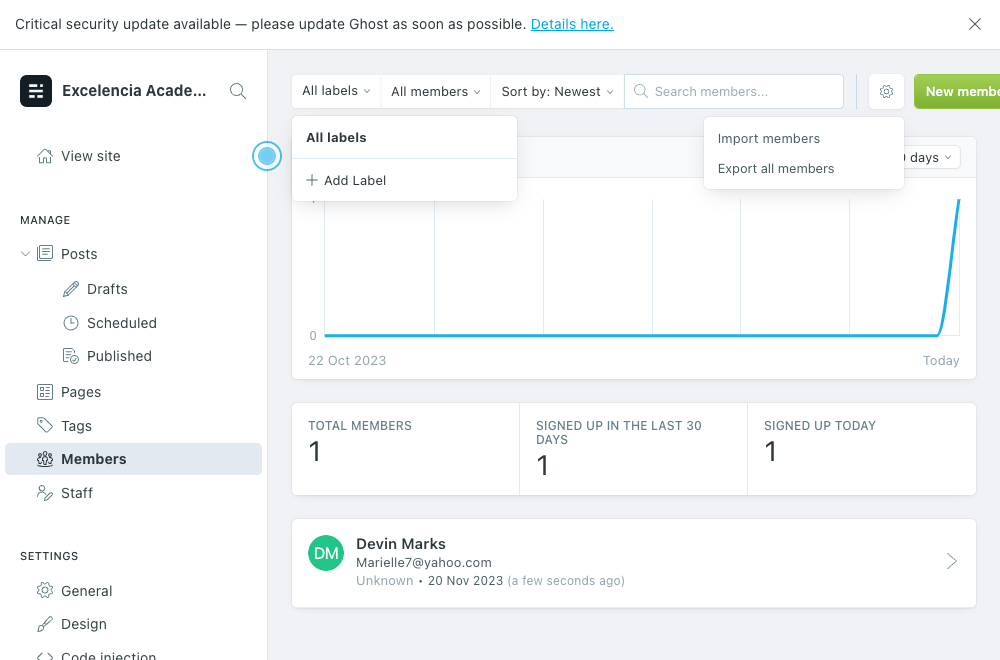 Critical security update available — please update Ghost as soon as possible. Details here.
Excelencia Acade...
View site
MANAGE
Posts
Drafts
Scheduled
Published
Pages
Tags
Members
Staff
SETTINGS
General
Design
Code injection
All labels
All members
Sort by: Newest
Search members...
New membe
All labels
Add Label
Import members
Export all members
days
0
22 Oct 2023
Today
TOTAL MEMBERS
1
SIGNED UP IN THE LAST 30
DAYS
1
SIGNED UP TODAY
1
DM
Devin Marks
Marielle7@yahoo.com
Unknown • 20 Nov 2023 (a few seconds ago)